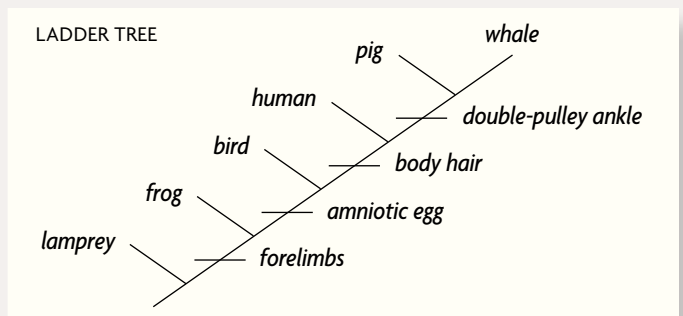 LADDER TREE
whale
pig
human
double-pulley ankle
bird
body hair
frog
amniotic egg
lamprey
forelimbs